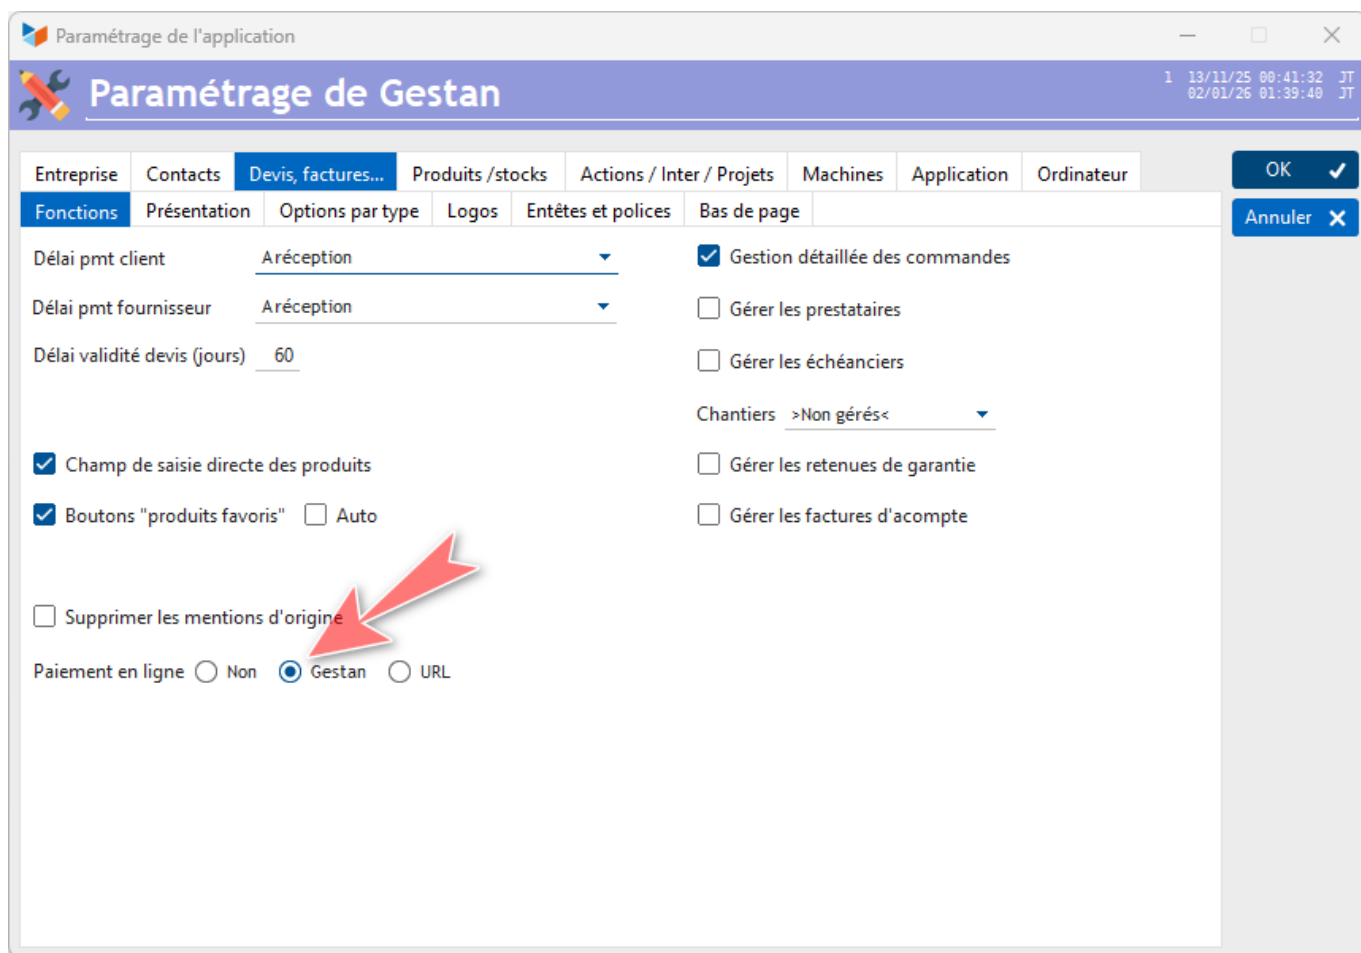 Paramétrage de l'application
Paramétrage de Gestan
1 13/11/25 00:41:32 JT
02/01/26 01:39:40 JT
Entreprise Contacts Devis, factures... Produits /stocks Actions / Inter / Projets Machines Application Ordinateur
OK
Fonctions Présentation Options par type Logos Entêtes et polices Bas de page
Annuler
Délai pmt client A réception Gestion détaillée des commandes
Délai pmt fournisseur A réception Gérer les prestataires
Délai validité devis (jours) 60 Gérer les échéanciers
Chantiers >Non gérés<
Champ de saisie directe des produits Gérer les retenues de garantie
Boutons "produits favoris" Auto Gérer les factures d'acompte
Supprimer les mentions d'origine
Paiement en ligne Non Gestan URL